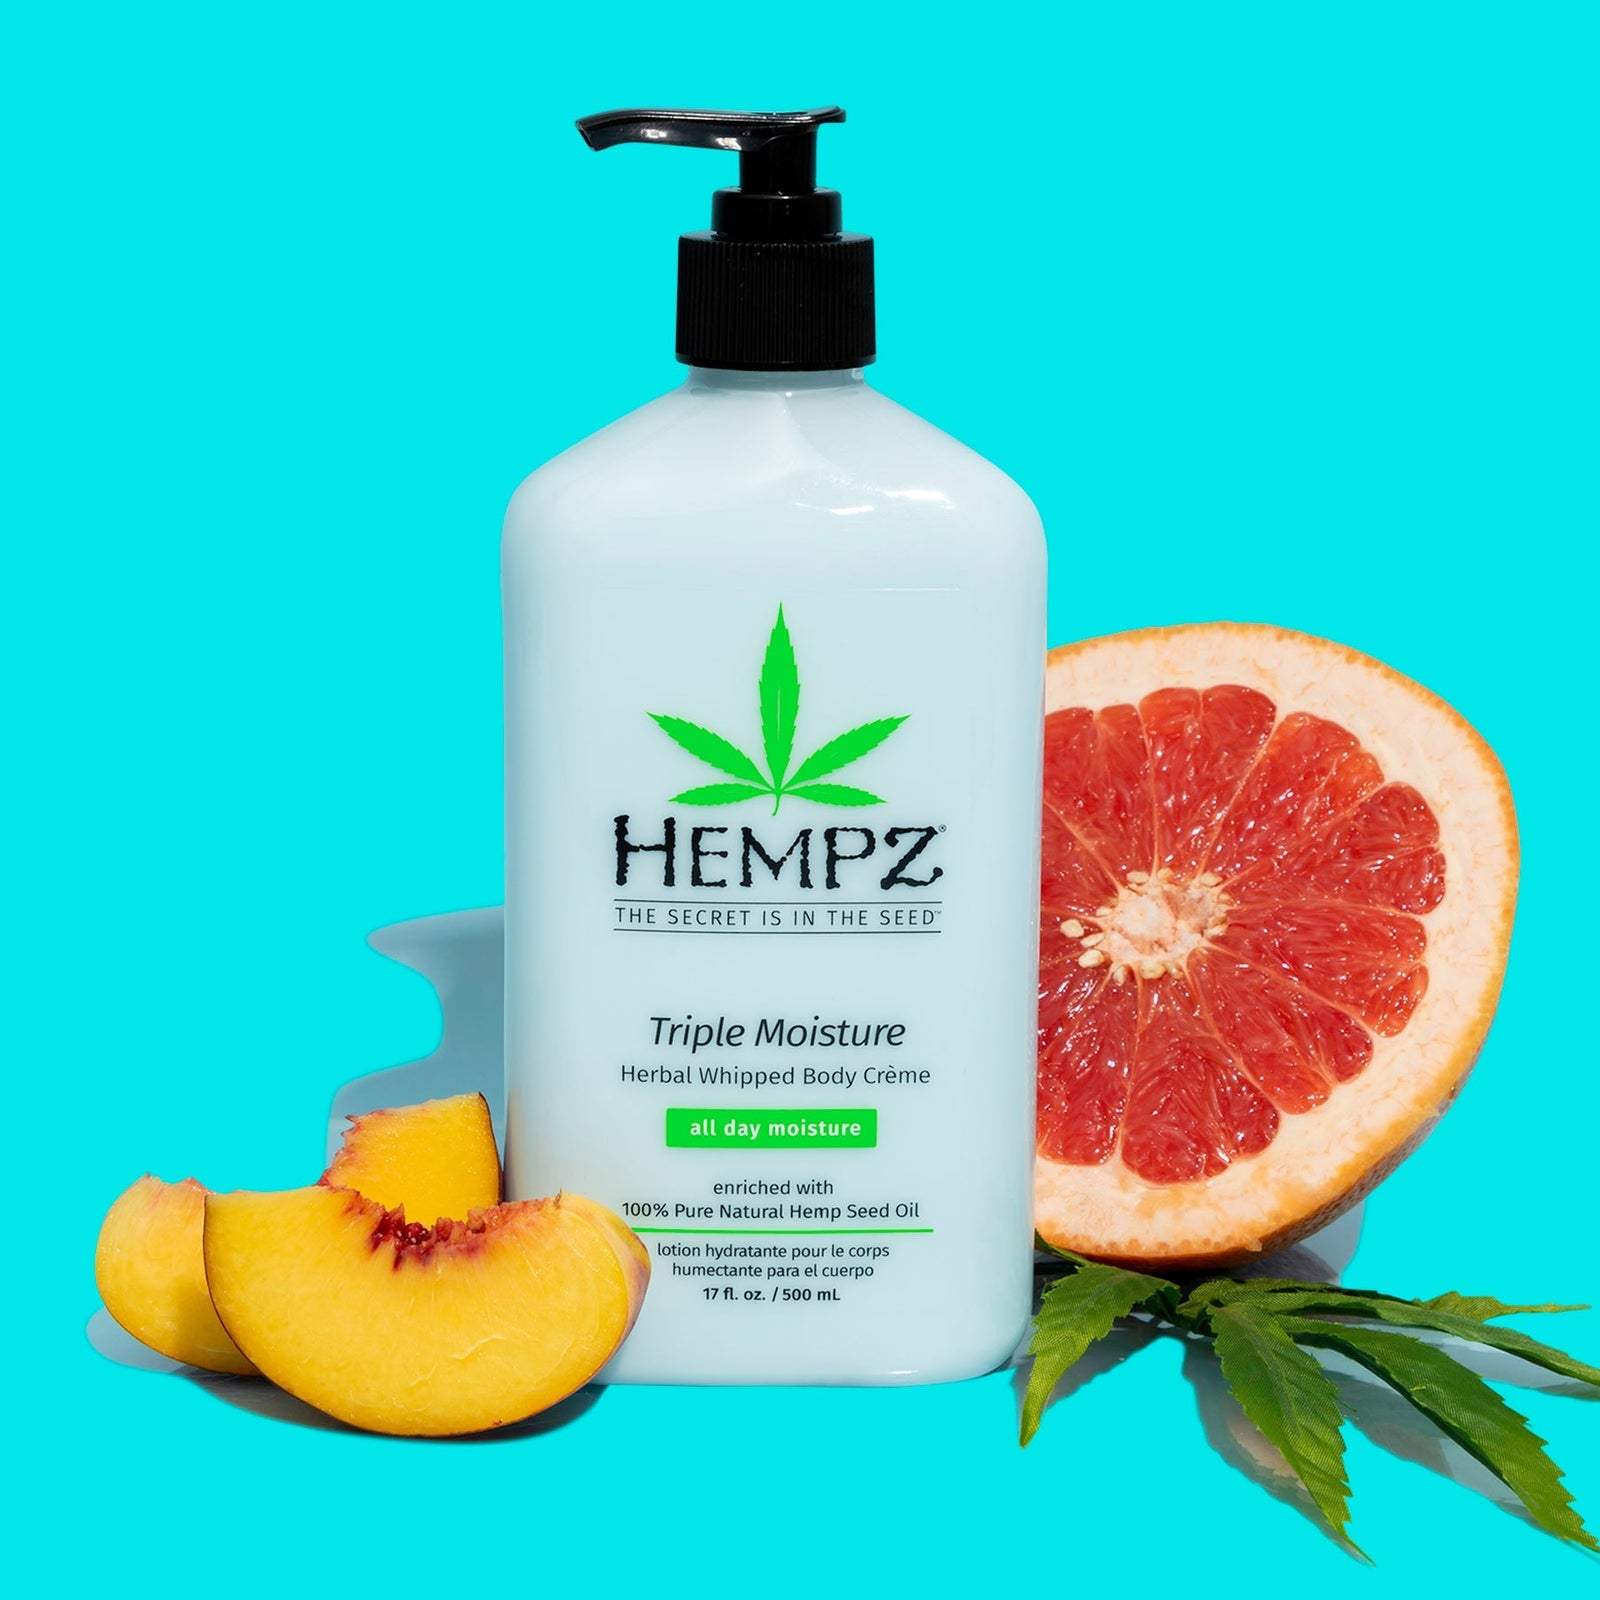 HEMPZ®
THE SECRET IS IN THE SEED™
Triple Moisture
Herbal Whipped Body Crème
all day moisture
enriched with
100% Pure Natural Hemp Seed Oil
lotion hydratante pour le corps
humectante para el cuerpo
17 fl. oz. / 500 mL